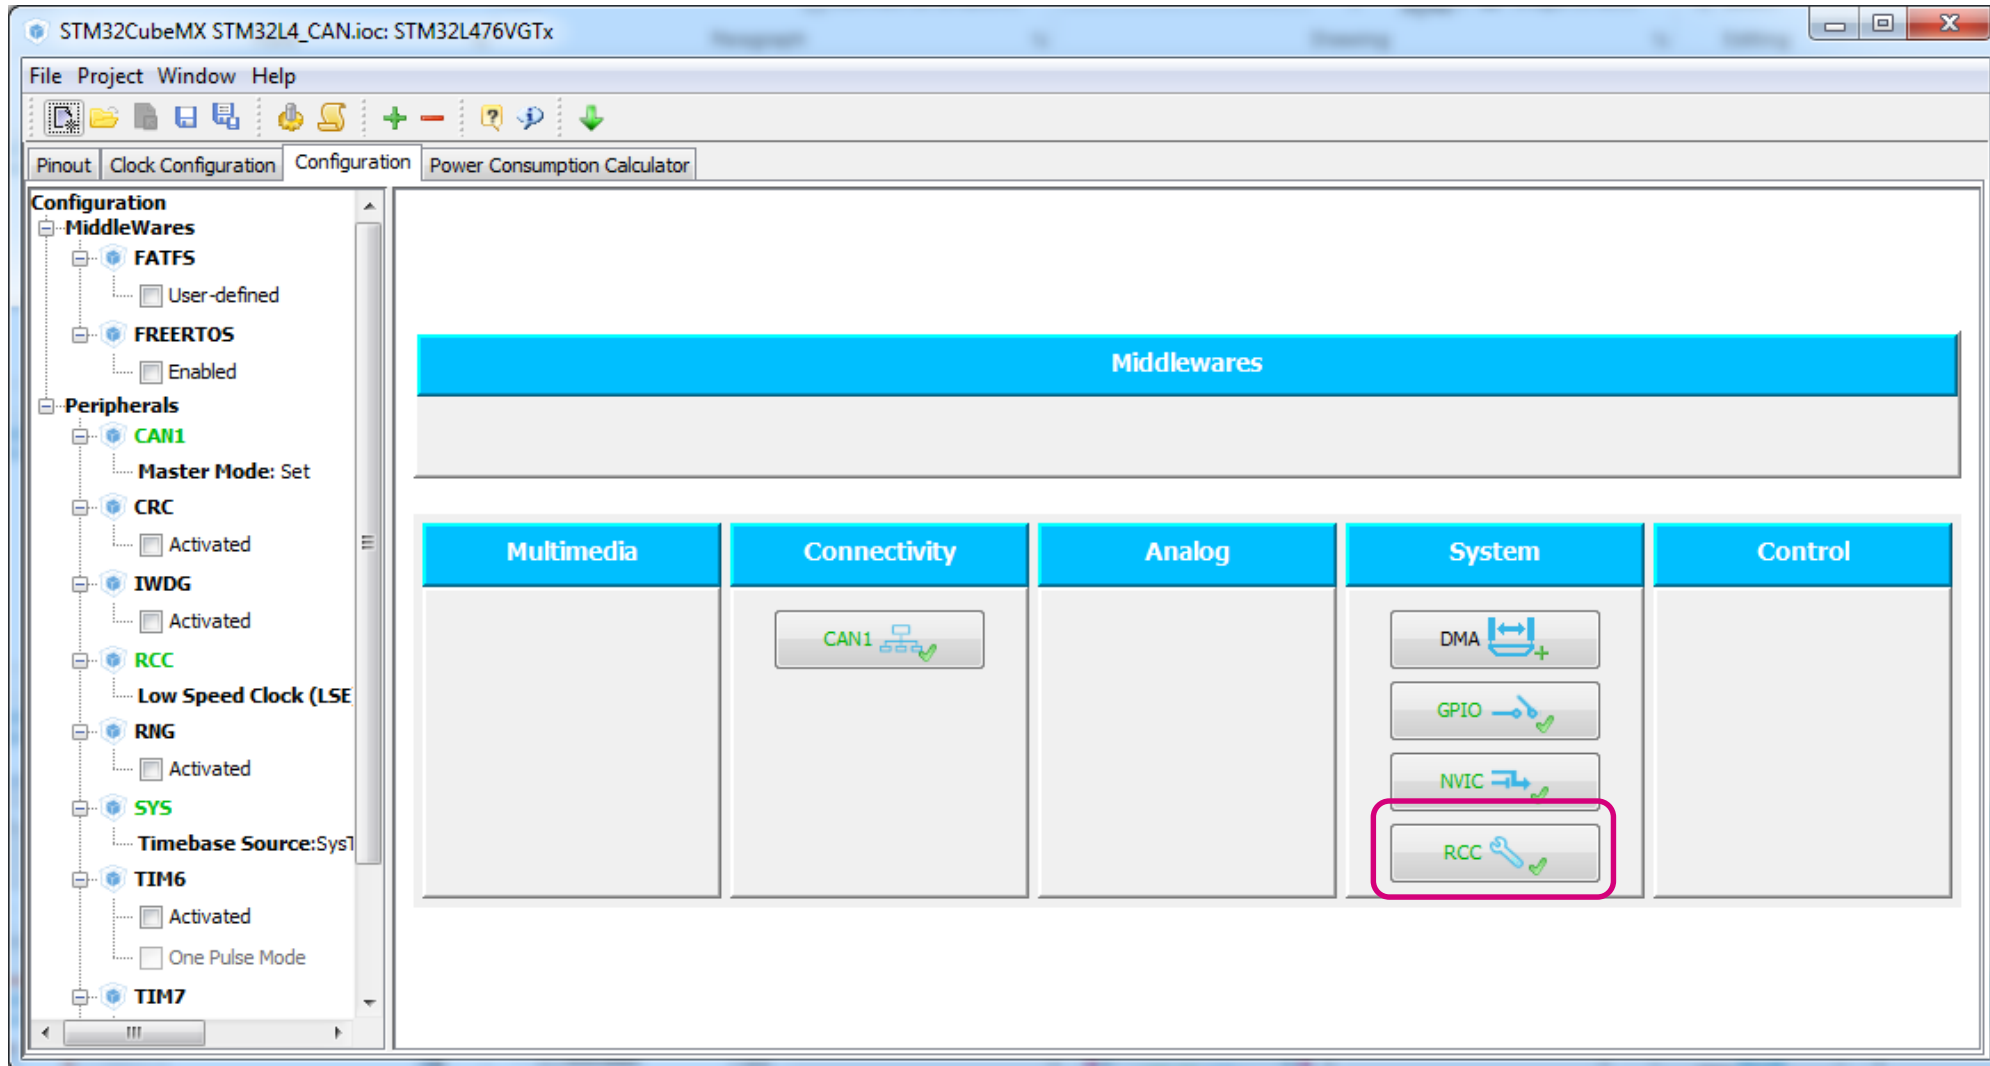 STM32CubeMX STM32L4_CAN.ioc: STM32L476VGTx
File Project Window Help
Pinout Clock Configuration Configuration Power Consumption Calculator
Configuration
MiddleWares
FATFS
User-defined
FREERTOS
Enabled
Peripherals
CAN1
Master Mode: Set
CRC
Activated
IWDG
Activated
RCC
Low Speed Clock (LSE
RNG
Activated
SYS
Timebase Source:SysT
TIM6
Activated
One Pulse Mode
TIM7
Middlewares
Multimedia Connectivity Analog System Control
CAN1
DMA
GPIO
NVIC
RCC